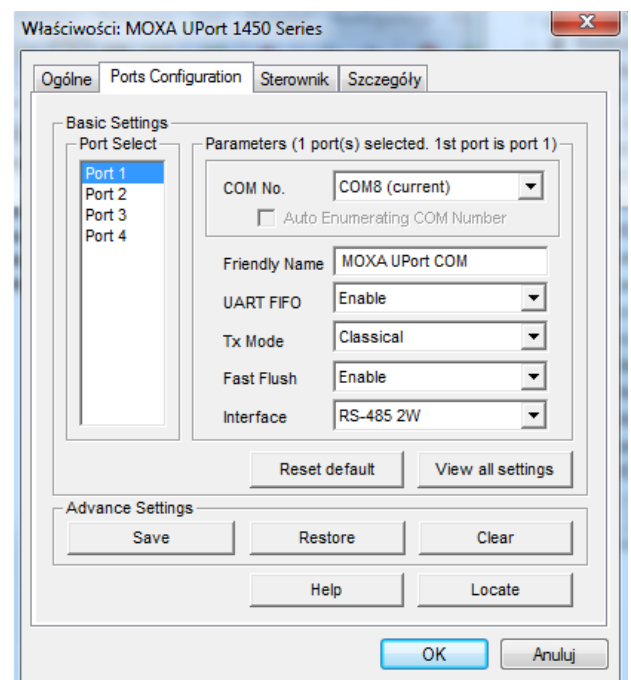 Właściwości: MOXA UPort 1450 Series
x
Ogólne Ports Configuration Sterownik Szczegóły
Basic Settings
Port Select
Port 1
Port 2
Port 3
Port 4
Parameters (1 port(s) selected. 1st port is port 1)
COM No. COM8 (current)
Auto Enumerating COM Number
Friendly Name MOXA UPort COM
UART FIFO Enable
Tx Mode Classical
Fast Flush Enable
Interface RS-485 2W
Reset default View all settings
Advance Settings
Save Restore Clear
Help Locate
OK Anuluj